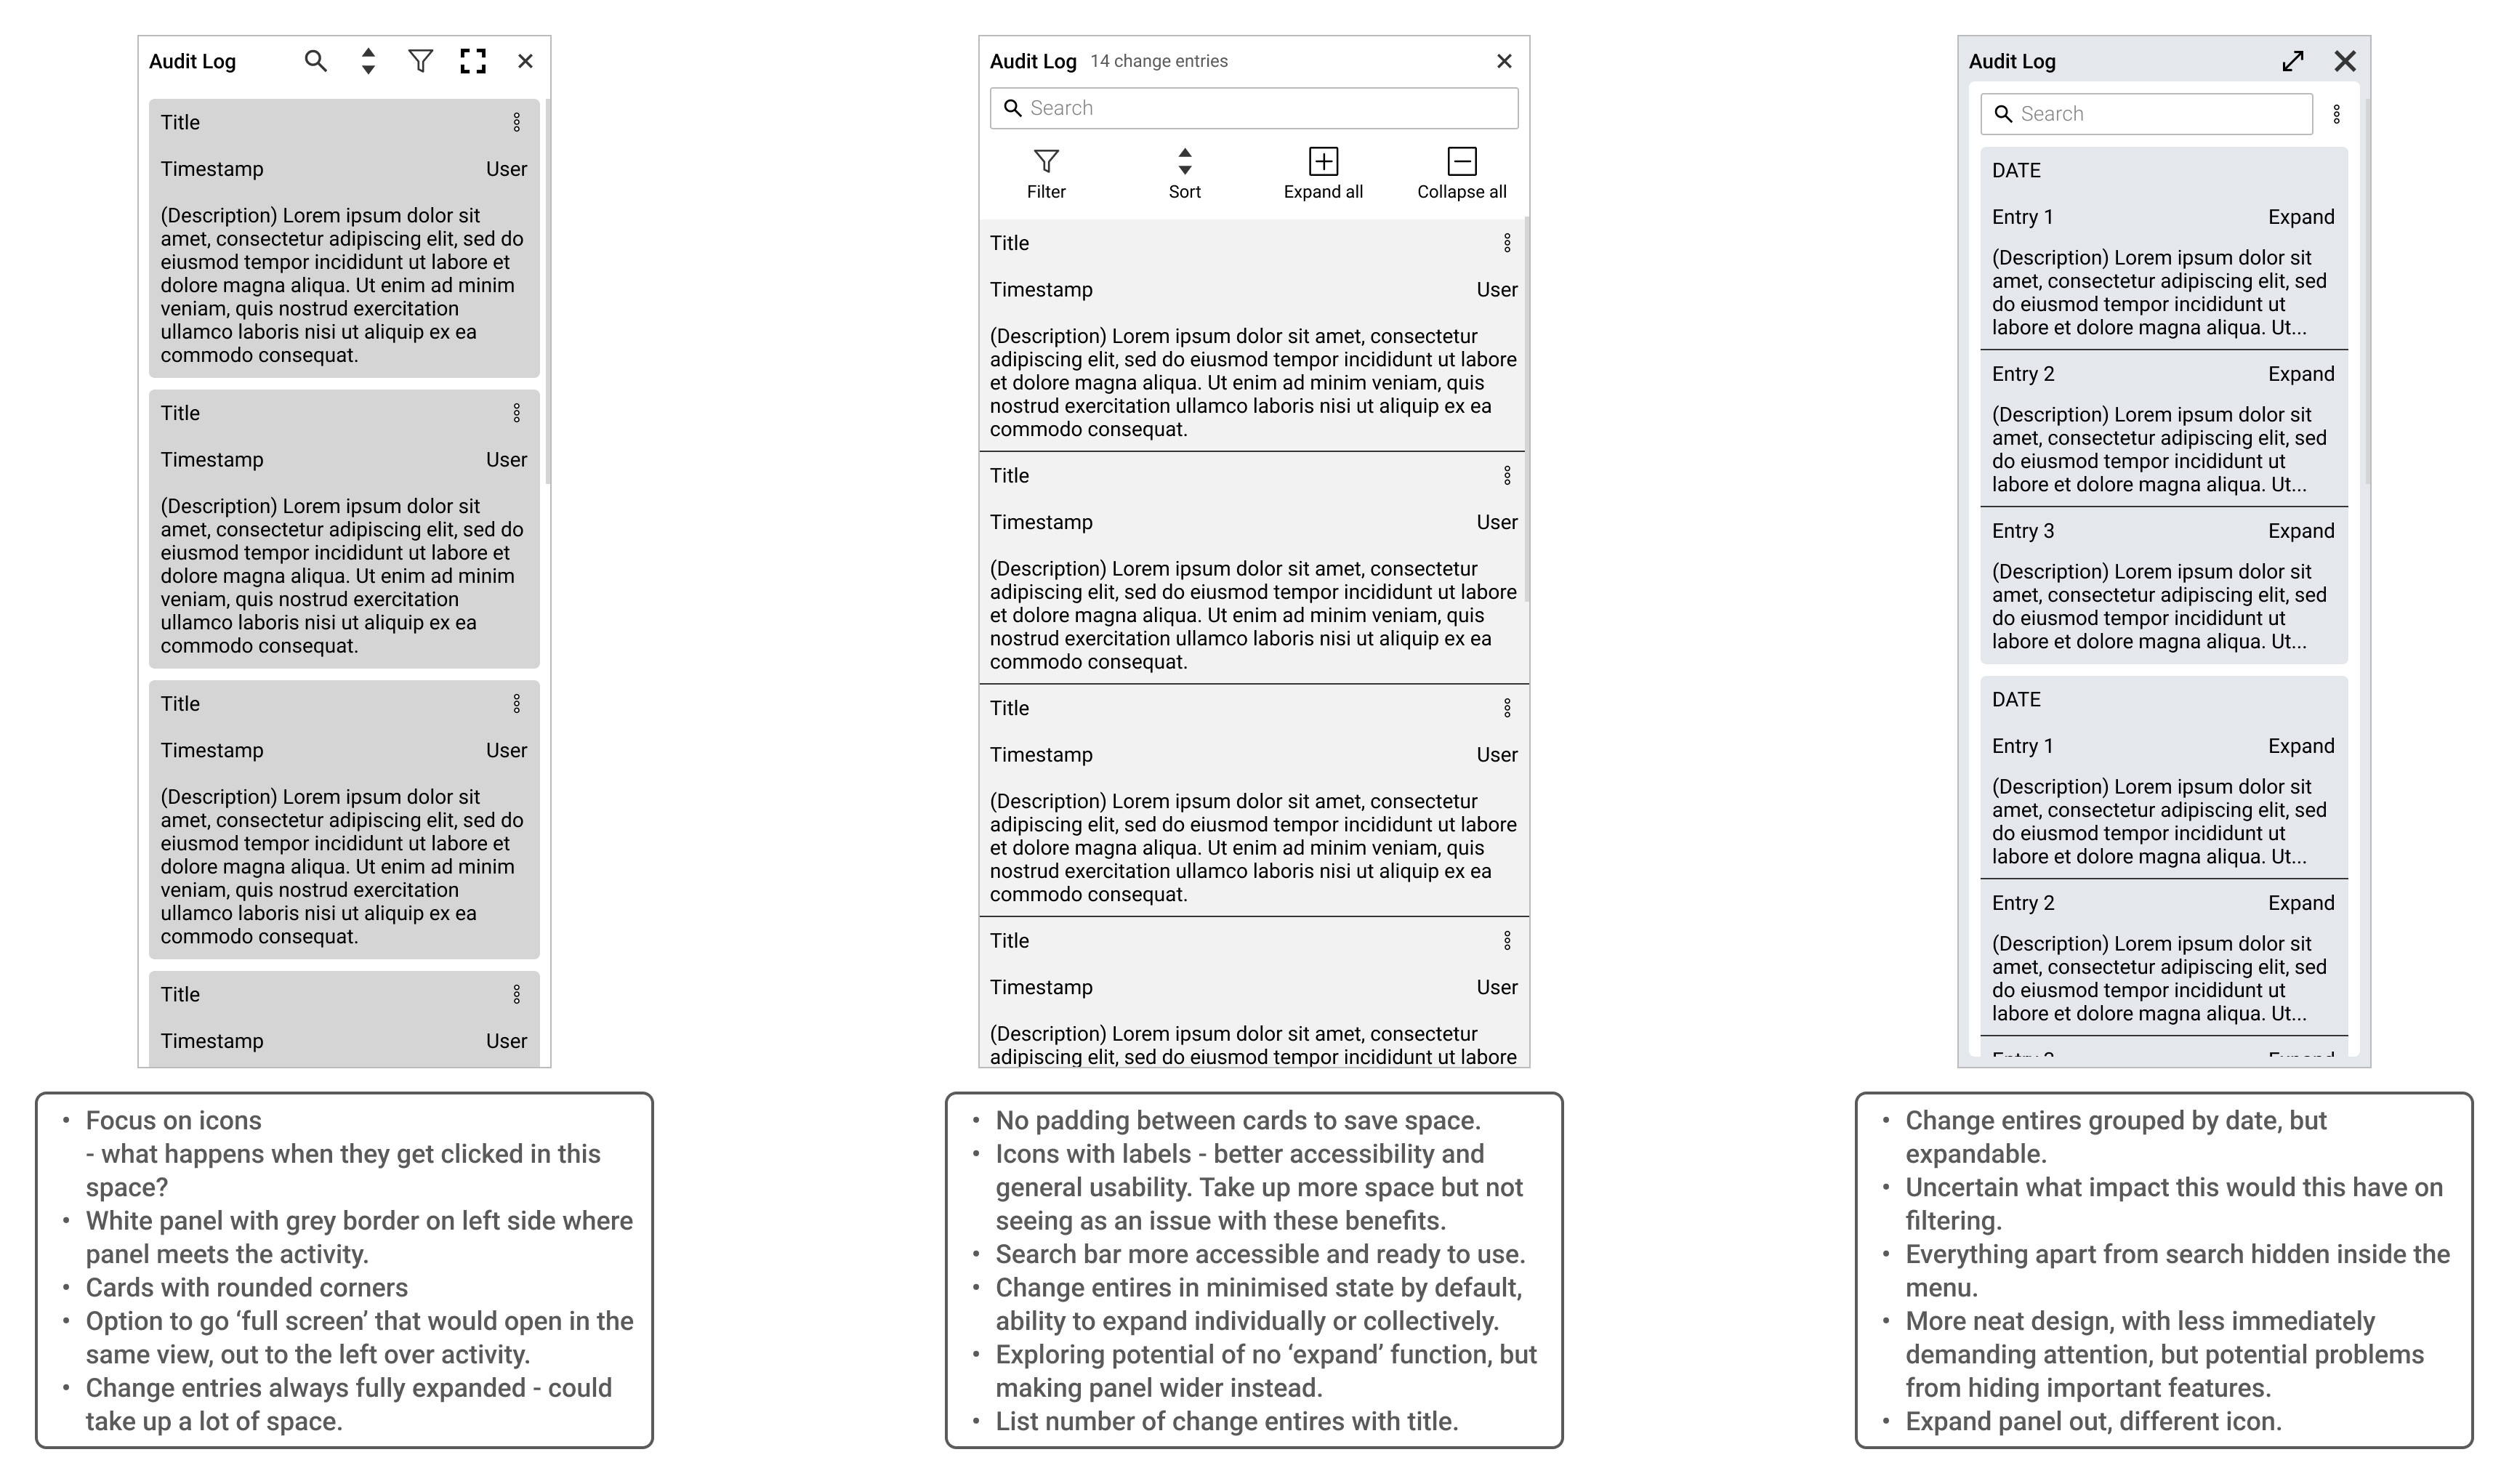 Audit Log
Title
Timestamp User
(Description) Lorem ipsum dolor sit
amet, consectetur adipiscing elit, sed do
eiusmod tempor incididunt ut labore et
dolore magna aliqua. Ut enim ad minim
veniam, quis nostrud exercitation
ullamco laboris nisi ut aliquip ex ea
commodo consequat.
Title
Timestamp User
(Description) Lorem ipsum dolor sit
amet, consectetur adipiscing elit, sed do
eiusmod tempor incididunt ut labore et
dolore magna aliqua. Ut enim ad minim
veniam, quis nostrud exercitation
ullamco laboris nisi ut aliquip ex ea
commodo consequat.
Title
Timestamp User
(Description) Lorem ipsum dolor sit
amet, consectetur adipiscing elit, sed do
eiusmod tempor incididunt ut labore et
dolore magna aliqua. Ut enim ad minim
veniam, quis nostrud exercitation
ullamco laboris nisi ut aliquip ex ea
commodo consequat.
Title
Timestamp User
• Focus on icons
- what happens when they get clicked in this
space?
• White panel with grey border on left side where
panel meets the activity.
• Cards with rounded corners
• Option to go ‘full screen’ that would open in the
same view, out to the left over activity.
• Change entries always fully expanded - could
take up a lot of space.
Audit Log 14 change entries
Search
Filter Sort Expand all Collapse all
Title
Timestamp User
(Description) Lorem ipsum dolor sit amet, consectetur
adipiscing elit, sed do eiusmod tempor incididunt ut labore
et dolore magna aliqua. Ut enim ad minim veniam, quis
nostrud exercitation ullamco laboris nisi ut aliquip ex ea
commodo consequat.
Title
Timestamp User
(Description) Lorem ipsum dolor sit amet, consectetur
adipiscing elit, sed do eiusmod tempor incididunt ut labore
et dolore magna aliqua. Ut enim ad minim veniam, quis
nostrud exercitation ullamco laboris nisi ut aliquip ex ea
commodo consequat.
Title
Timestamp User
(Description) Lorem ipsum dolor sit amet, consectetur
adipiscing elit, sed do eiusmod tempor incididunt ut labore
et dolore magna aliqua. Ut enim ad minim veniam, quis
nostrud exercitation ullamco laboris nisi ut aliquip ex ea
commodo consequat.
Title
Timestamp User
(Description) Lorem ipsum dolor sit amet, consectetur
adipiscing elit, sed do eiusmod tempor incididunt ut labore
• No padding between cards to save space.
• Icons with labels - better accessibility and
general usability. Take up more space but not
seeing as an issue with these benefits.
• Search bar more accessible and ready to use.
• Change entires in minimised state by default,
ability to expand individually or collectively.
• Exploring potential of no ‘expand’ function, but
making panel wider instead.
• List number of change entires with title.
Audit Log
Search
DATE
Entry 1 Expand
(Description) Lorem ipsum dolor sit
amet, consectetur adipiscing elit, sed
do eiusmod tempor incididunt ut
labore et dolore magna aliqua. Ut...
Entry 2 Expand
(Description) Lorem ipsum dolor sit
amet, consectetur adipiscing elit, sed
do eiusmod tempor incididunt ut
labore et dolore magna aliqua. Ut...
Entry 3 Expand
(Description) Lorem ipsum dolor sit
amet, consectetur adipiscing elit, sed
do eiusmod tempor incididunt ut
labore et dolore magna aliqua. Ut...
DATE
Entry 1 Expand
(Description) Lorem ipsum dolor sit
amet, consectetur adipiscing elit, sed
do eiusmod tempor incididunt ut
labore et dolore magna aliqua. Ut...
Entry 2 Expand
(Description) Lorem ipsum dolor sit
amet, consectetur adipiscing elit, sed
do eiusmod tempor incididunt ut
labore et dolore magna aliqua. Ut...
• Change entires grouped by date, but
expandable.
• Uncertain what impact this would this have on
filtering.
• Everything apart from search hidden inside the
menu.
• More neat design, with less immediately
demanding attention, but potential problems
from hiding important features.
• Expand panel out, different icon.